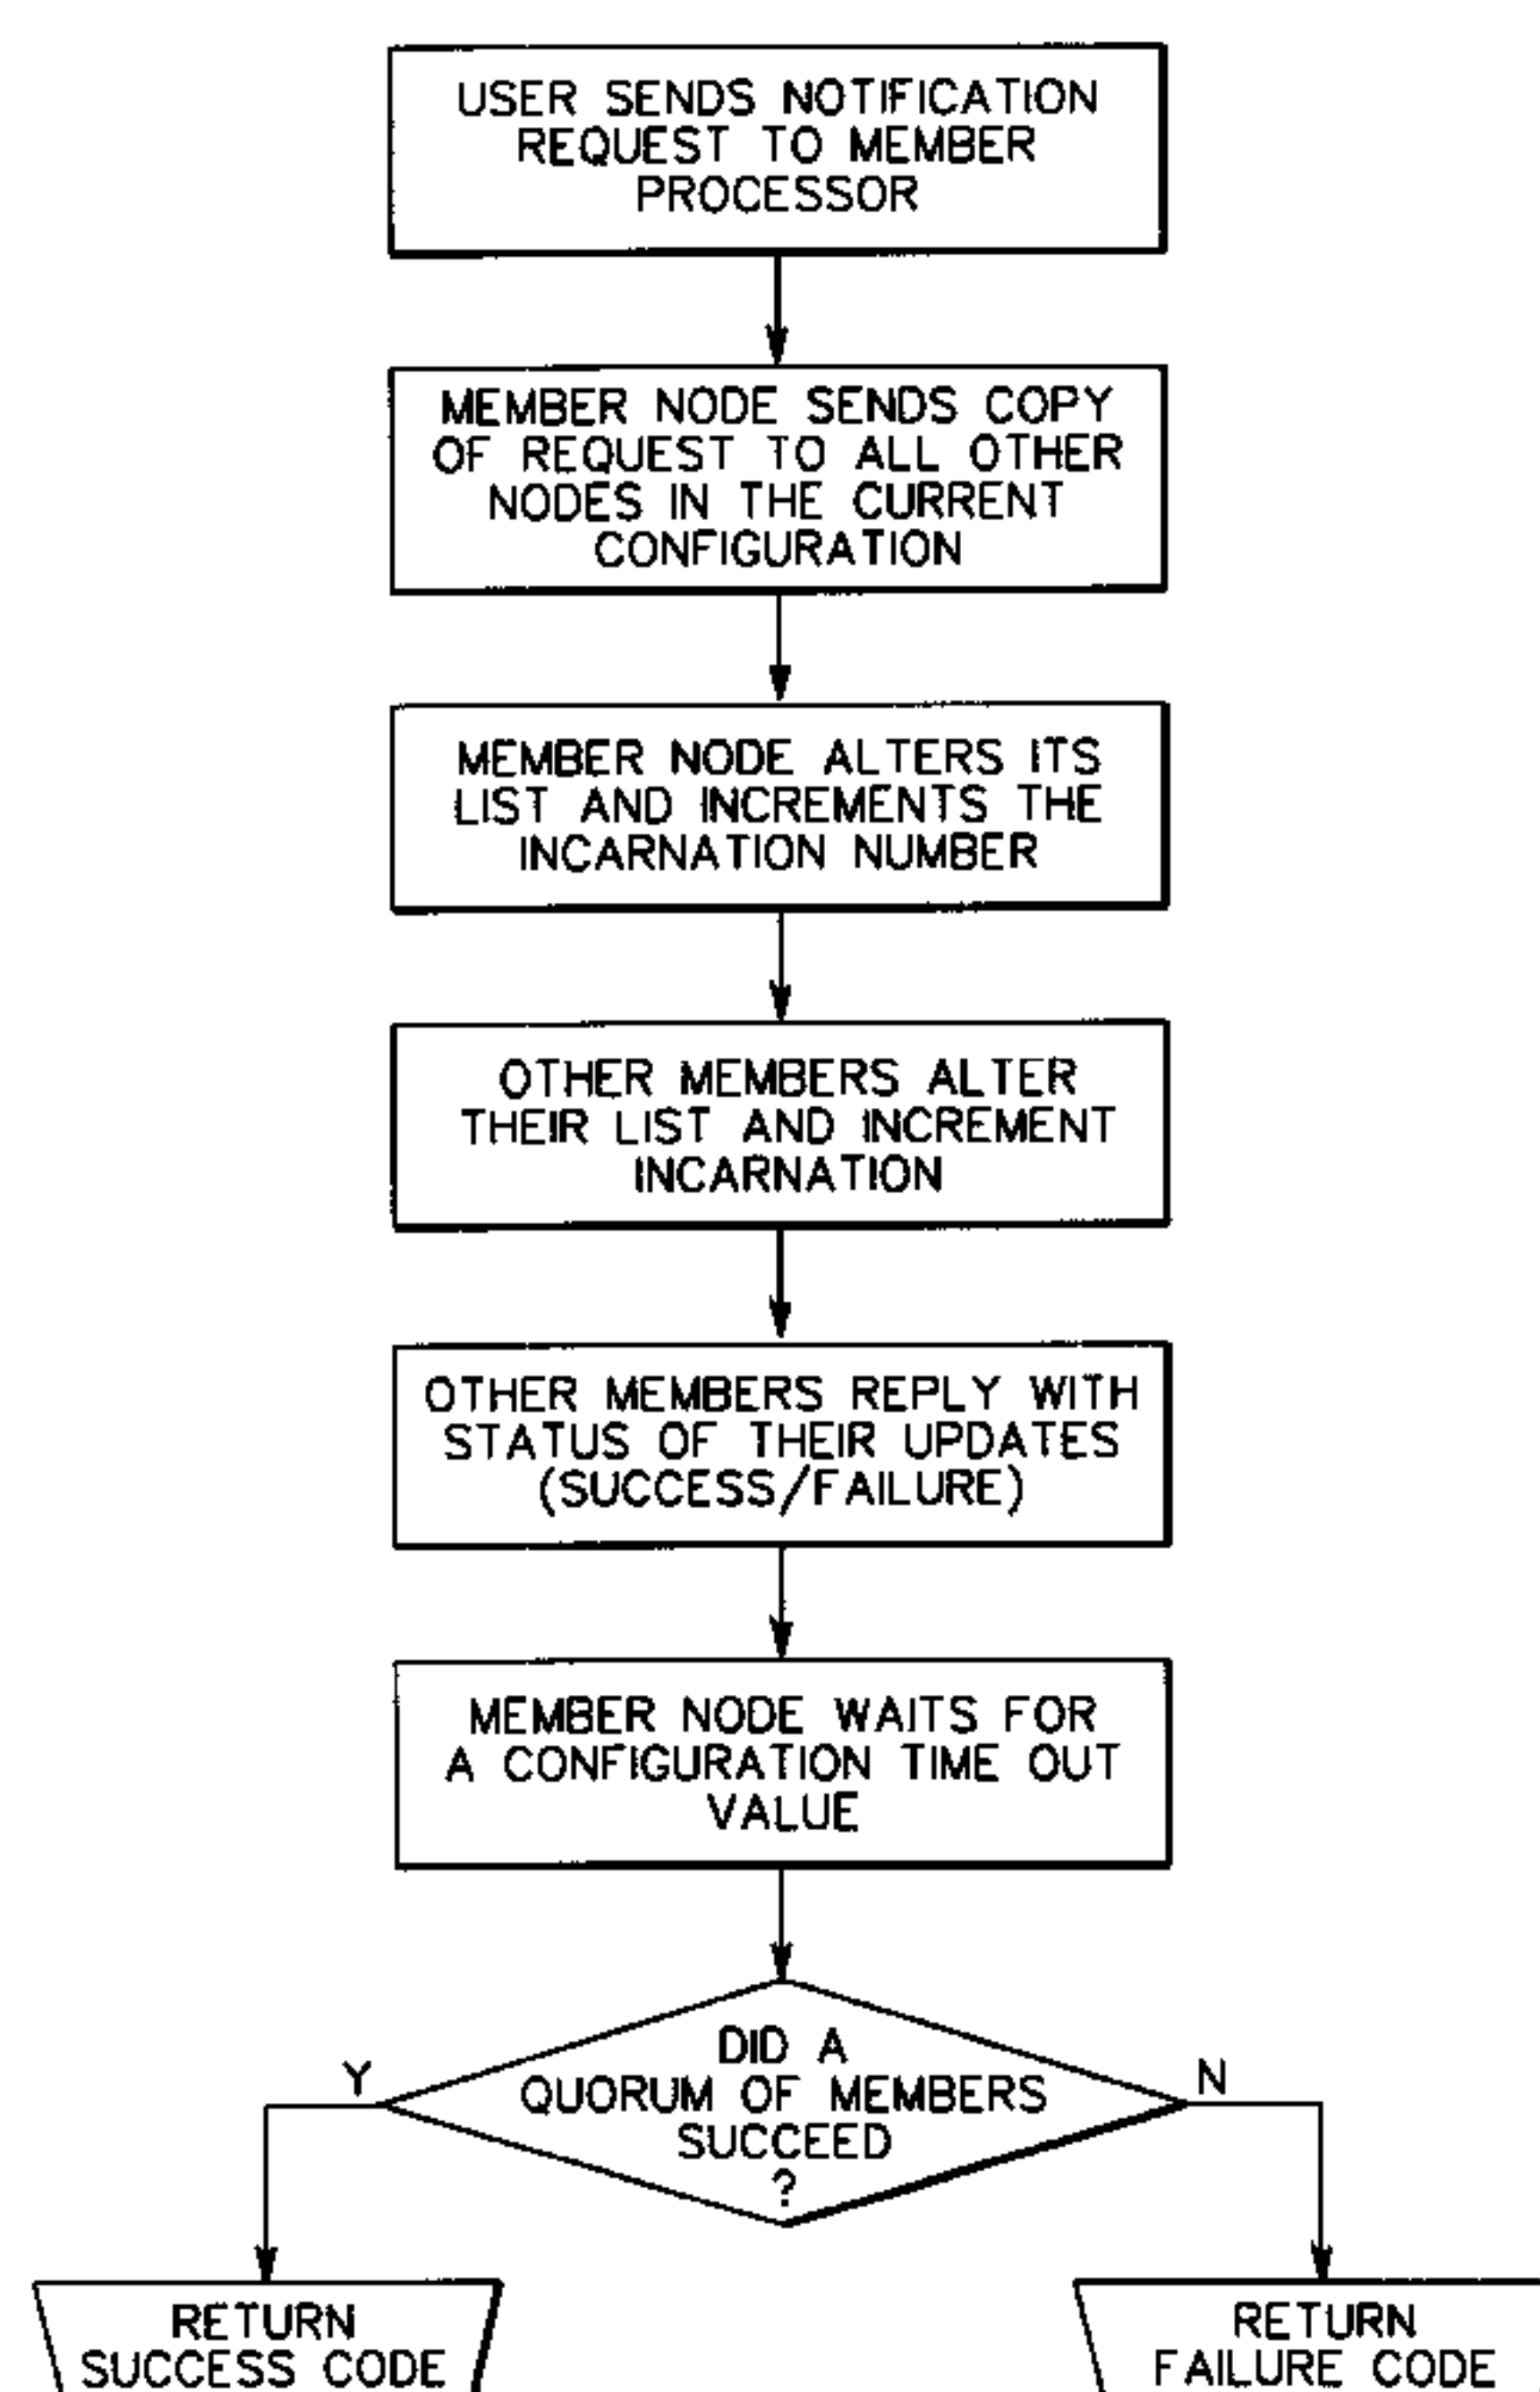 USER SENDS NOTIFICATION
REQUEST TO MEMBER
PROCESSOR
MEMBER NODE SENDS COPY
OF REQUEST TO ALL OTHER
NODES IN THE CURRENT
CONFIGURATION
MEMBER NODE ALTERS ITS
LIST AND INCREMENTS THE
INCARNATION NUMBER
OTHER MEMBERS ALTER
THEIR LIST AND INCREMENT
INCARNATION
OTHER MEMBERS REPLY WITH
STATUS OF THEIR UPDATES
(SUCCESS/FAILURE)
MEMBER NODE WAITS FOR
A CONFIGURATION TIME OUT
VALUE
DID A
QUORUM OF MEMBERS
SUCCEED
?
Y
N
RETURN
SUCCESS CODE
RETURN
FAILURE CODE